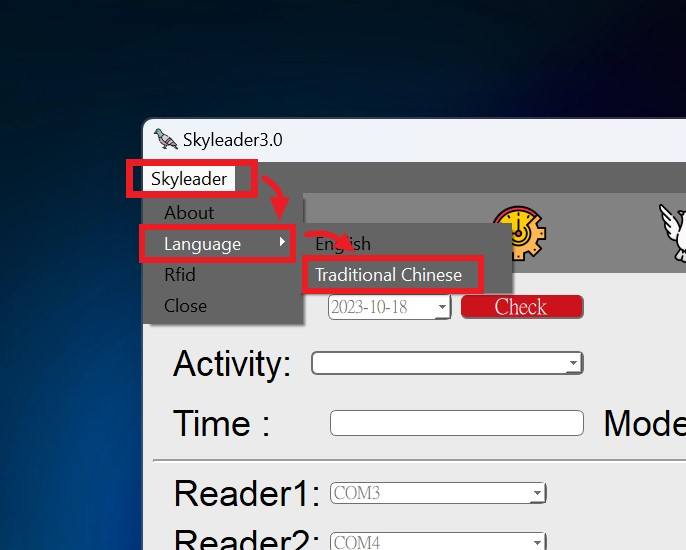 Skyleader3.0
Skyleader
About
Language
English
Rfid
Traditional Chinese
Close
2023-10-18
Check
Activity:
Time :
Mode
Reader1:
COM3
Reader2:
COM4